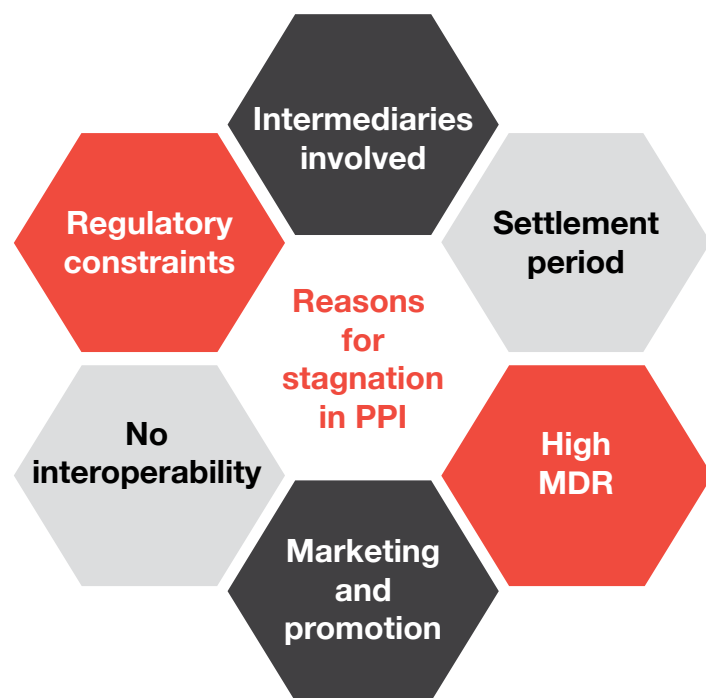 Intermediaries
involved
Regulatory
constraints
Settlement
period
Reasons
for
stagnation
in PPI
No
interoperability
High
MDR
Marketing
and
promotion